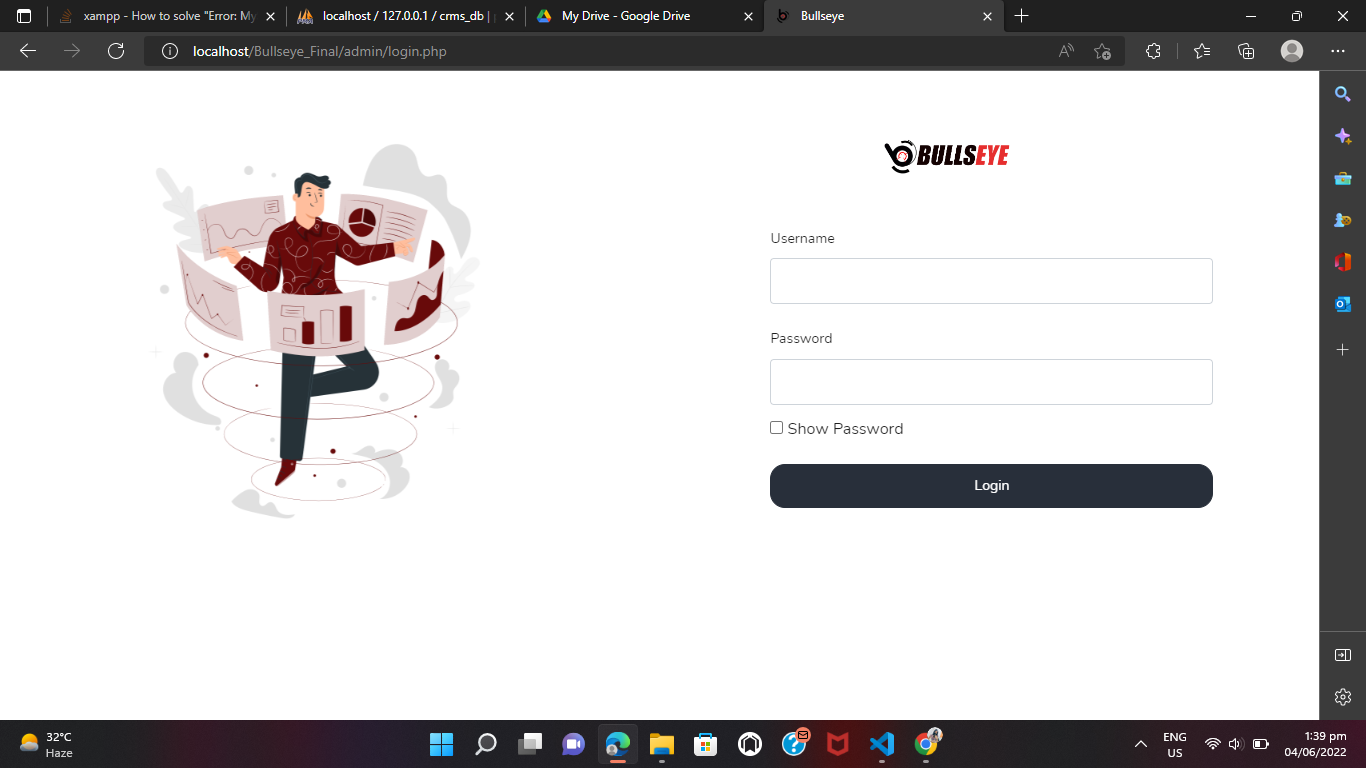 xampp - How to solve "Error: My
localhost / 127.0.0.1 / crms_db | p
My Drive - Google Drive
Bullseye
localhost/Bullseye_Final/admin/login.php
BULLSEYE
Username
Password
Show Password
Login
32°C
Haze
ENG
US
1:39 pm
04/06/2022